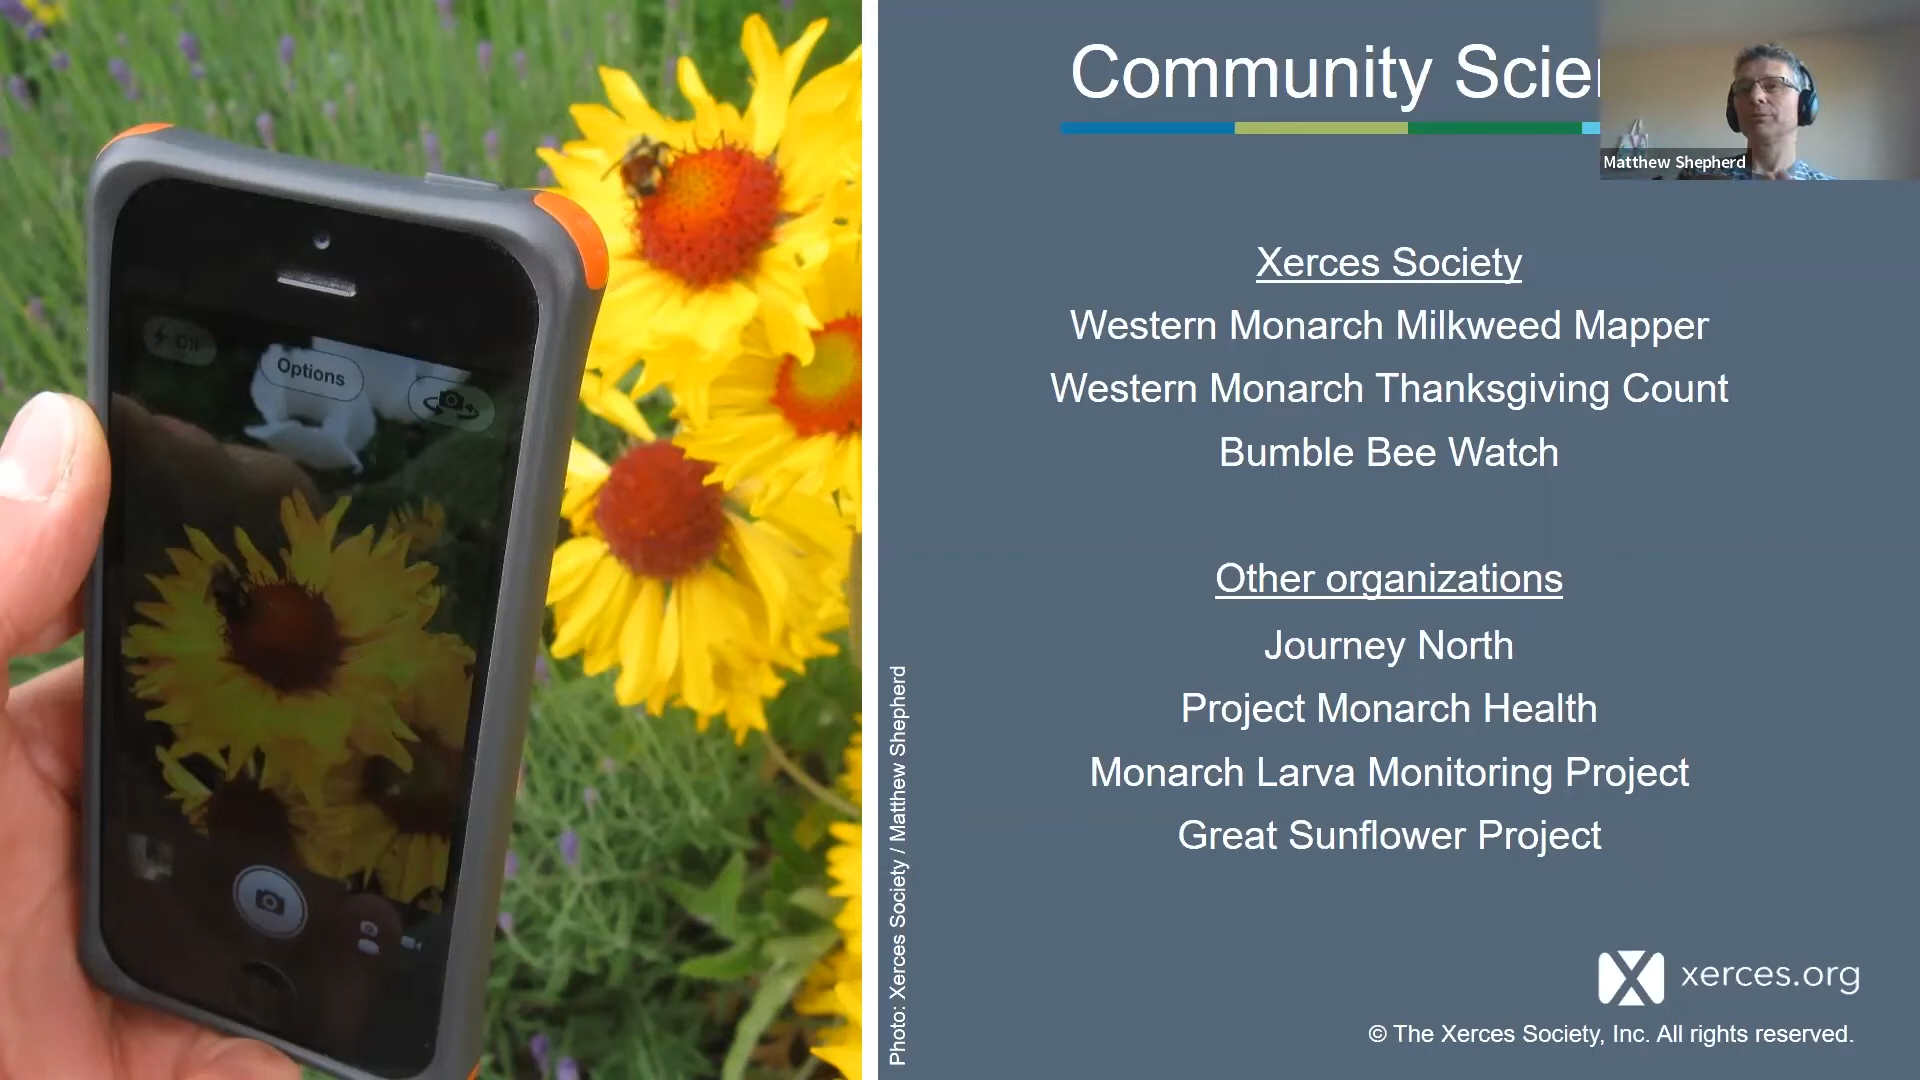 Community Scie
Matthew Shepherd
Xerces Society
Western Monarch Milkweed Mapper
Western Monarch Thanksgiving Count
Bumble Bee Watch
Other organizations
Journey North
Project Monarch Health
Monarch Larva Monitoring Project
Great Sunflower Project
xerces.org
© The Xerces Society, Inc. All rights reserved.
Photo: Xerces Society / Matthew Shepherd
Off
Options